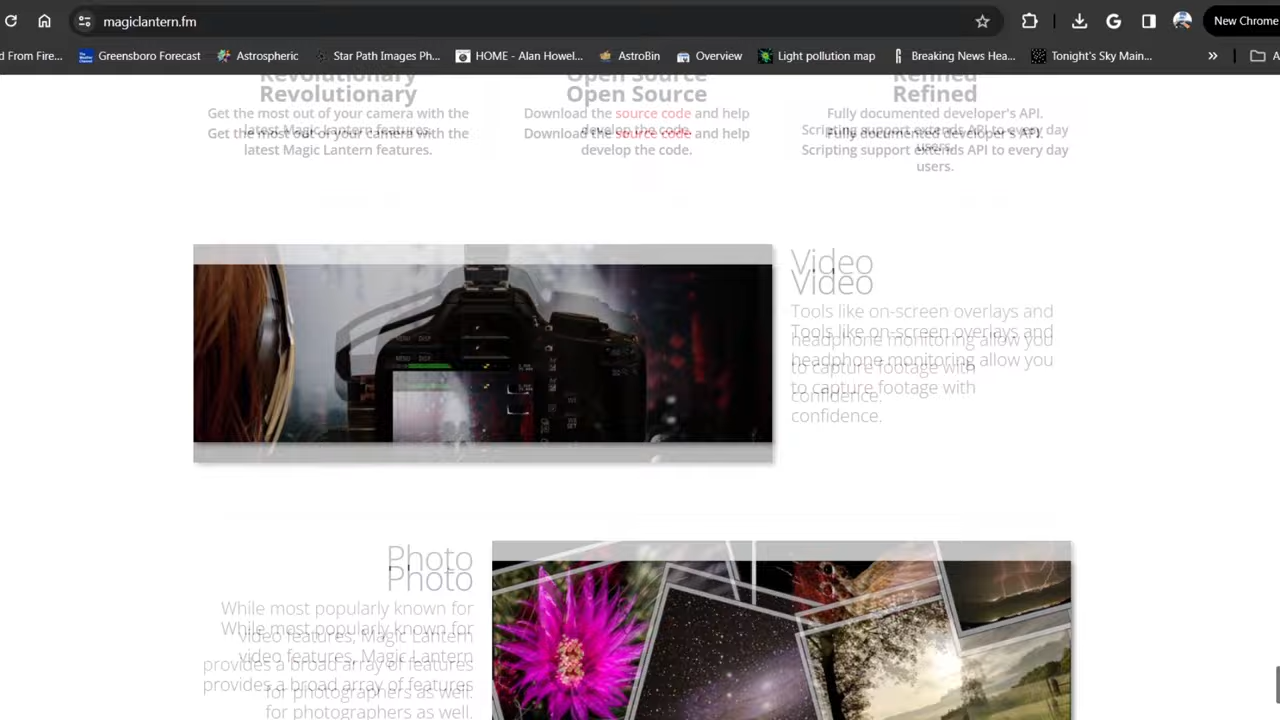 magiclantern.fm
New Chrome
d From Fire...
Greensboro Forecast
Astrospheric
Star Path Images Ph...
HOME - Alan Howel...
AstroBin
Overview
Light pollution map
Breaking News Hea...
Tonight's Sky Main...
»
Revolutionary
Get the most out of your camera with the
latest Magic Lantern features.
Open Source
Download the source code and help
develop the code.
Refined
Fully documented developer's API.
Scripting support extends API to every day
users.
Video
Tools like on-screen overlays and
headphone monitoring allow you
to capture footage with
confidence.
Photo
While most popularly known for
video features, Magic Lantern
provides a broad array of features
for photographers as well.